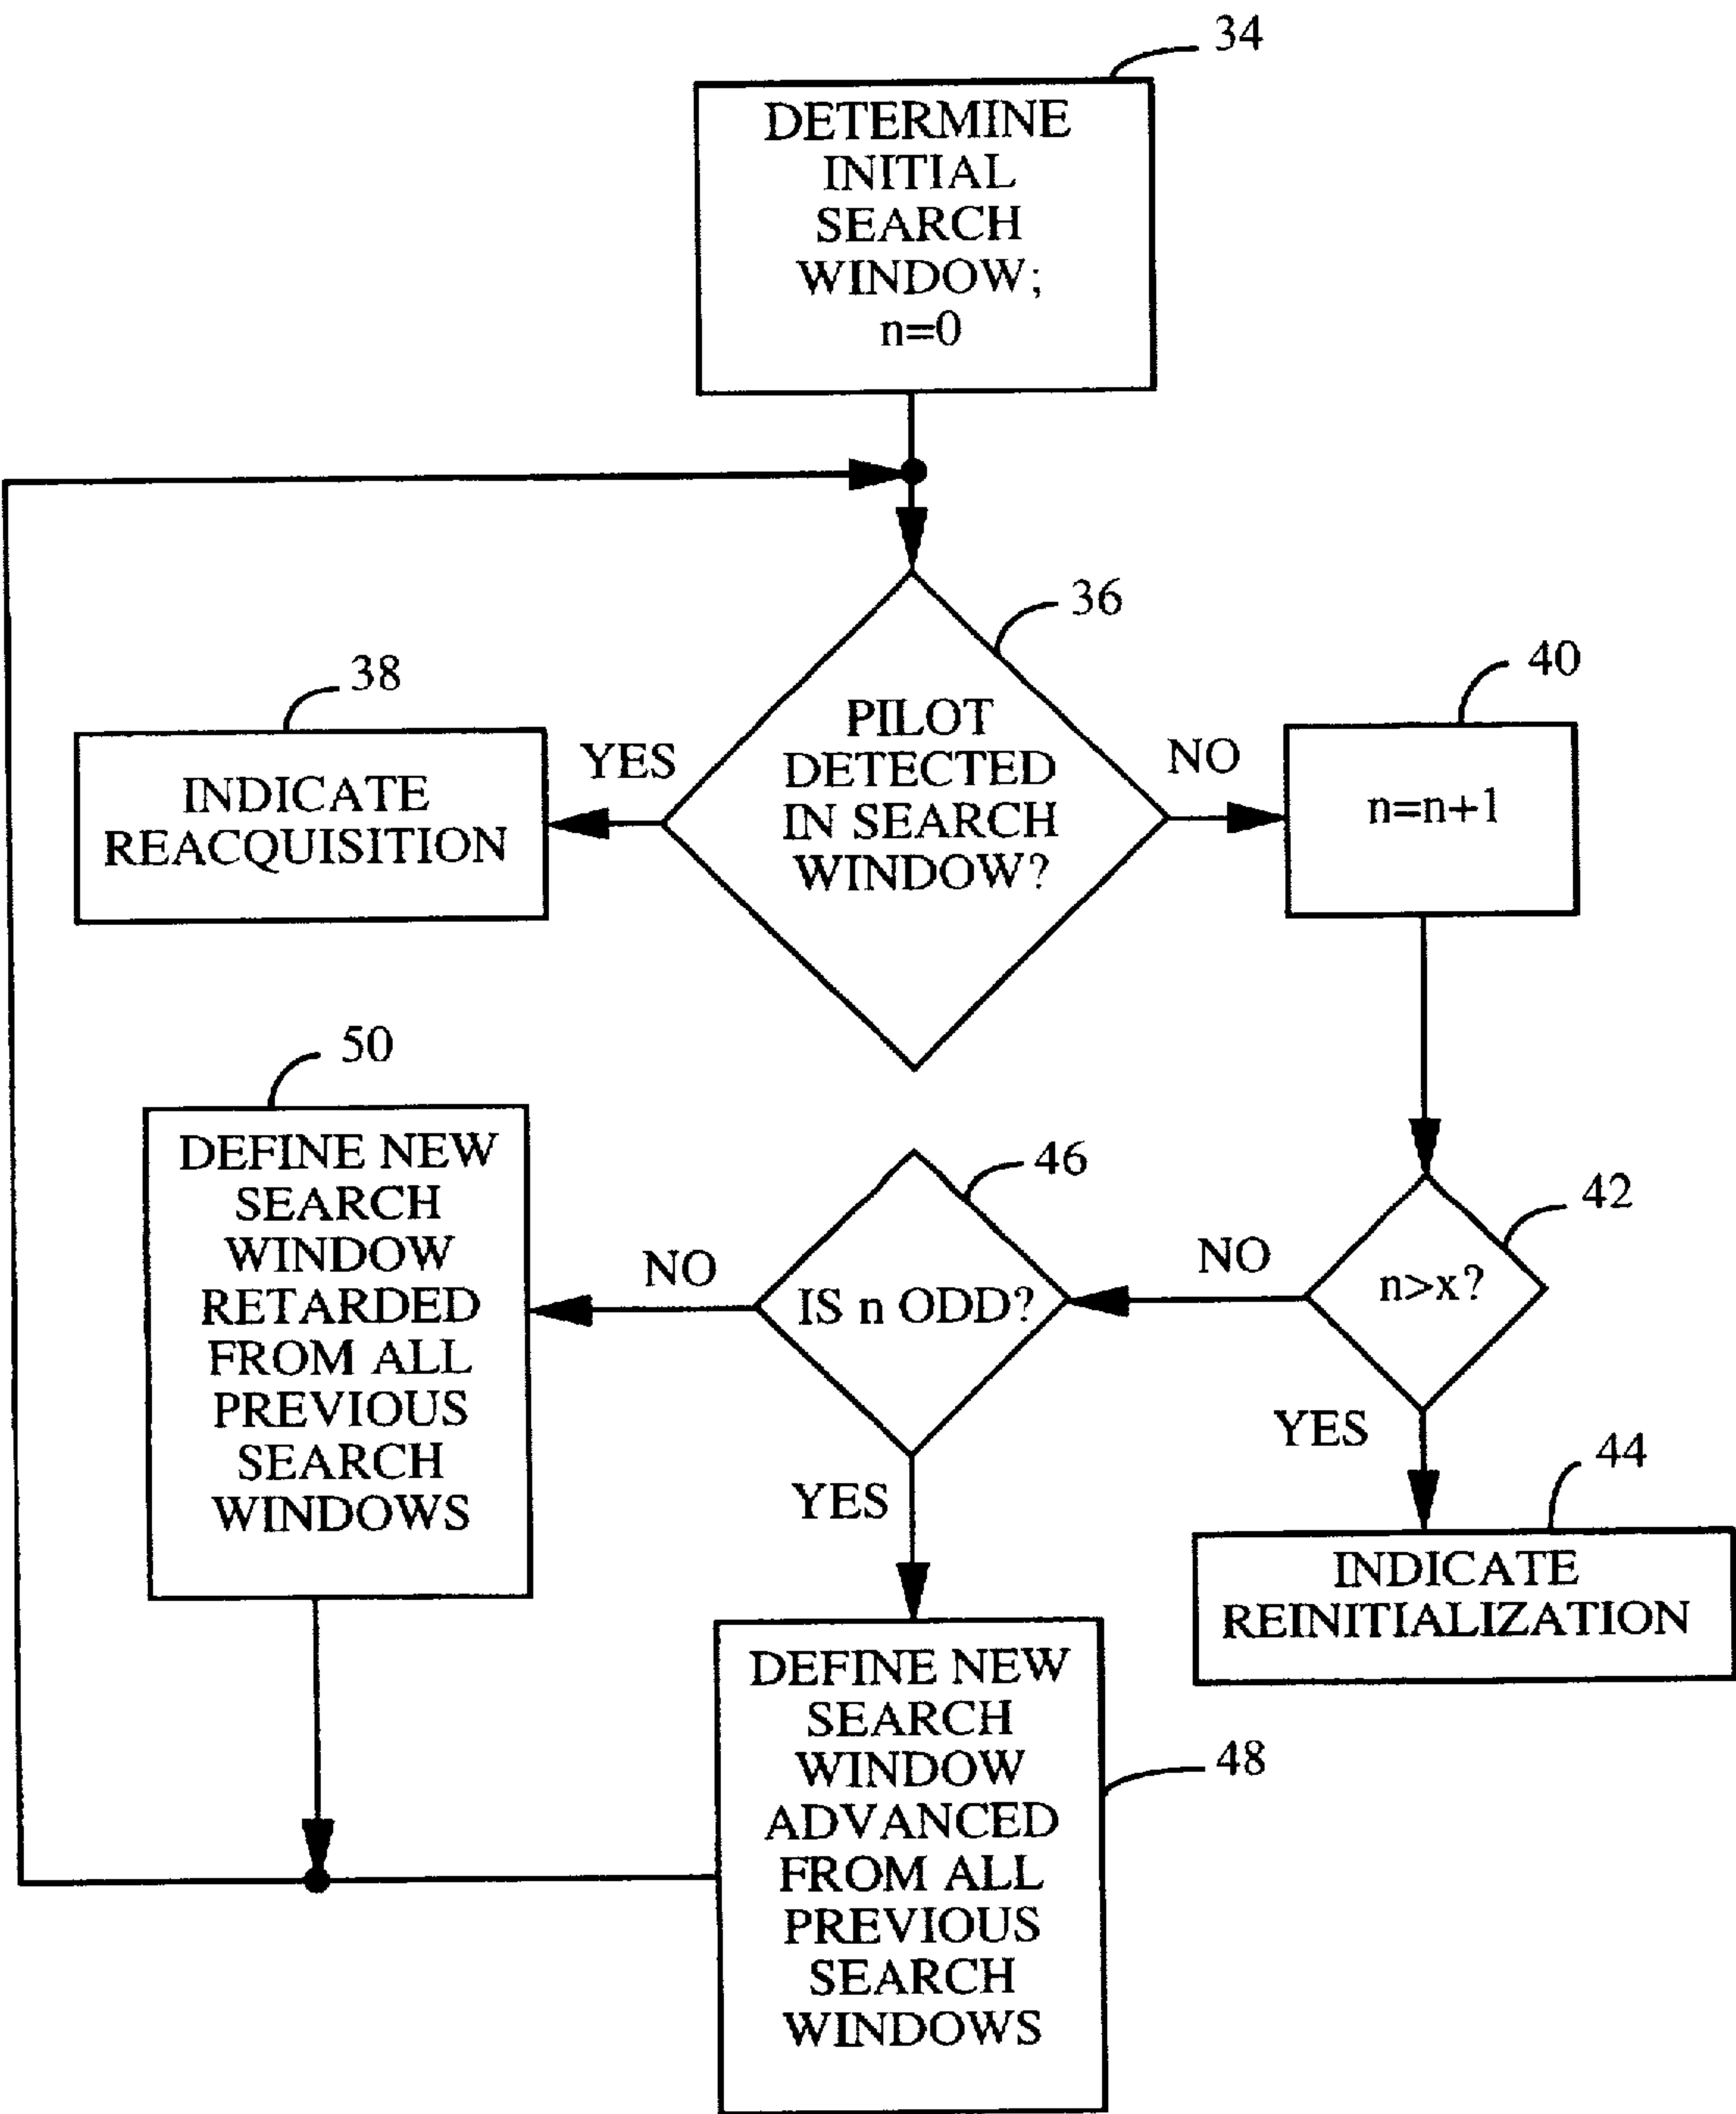 34
DETERMINE
INITIAL
SEARCH
WINDOW;
n=0
36
PILOT
DETECTED
IN SEARCH
WINDOW?
YES
38
INDICATE
REACQUISITION
NO
40
n=n+1
42
n>x?
YES
44
INDICATE
REINITIALIZATION
NO
46
IS n ODD?
NO
50
DEFINE NEW
SEARCH
WINDOW
RETARDED
FROM ALL
PREVIOUS
SEARCH
WINDOWS
YES
48
DEFINE NEW
SEARCH
WINDOW
ADVANCED
FROM ALL
PREVIOUS
SEARCH
WINDOWS